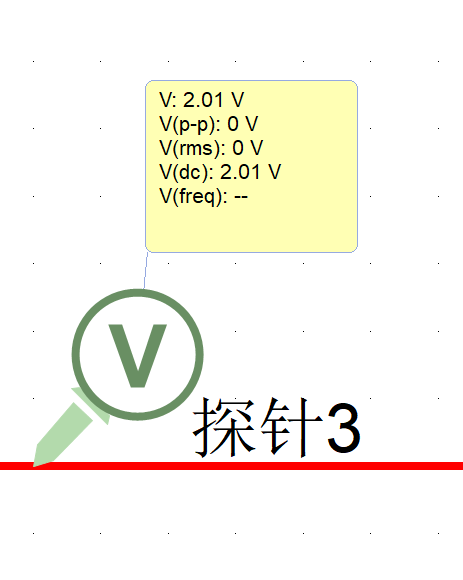 V: 2.01 V
V(p-p): 0 V
V(rms): 0 V
V(dc): 2.01 V
V(freq): --
V
探针3